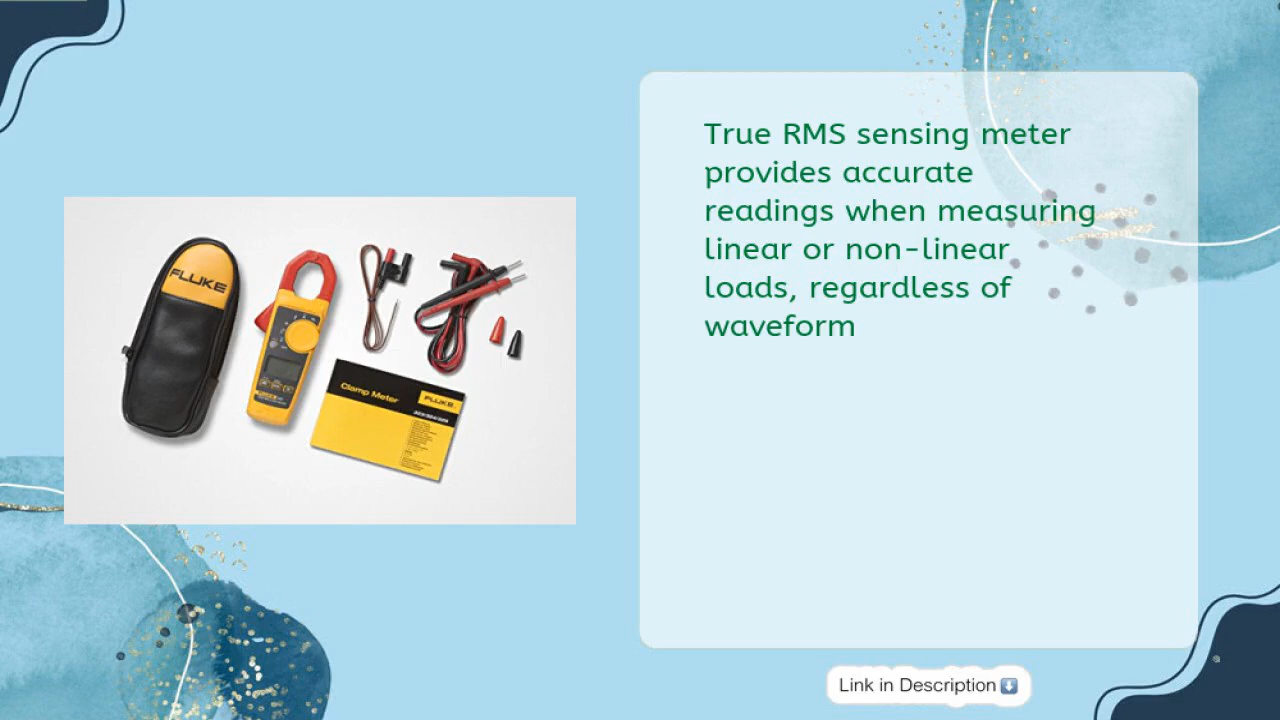 True RMS sensing meter
provides accurate
readings when measuring
linear or non-linear
loads, regardless of
waveform
FLUKE
Clamp Meter
FLUKE
Link in Description